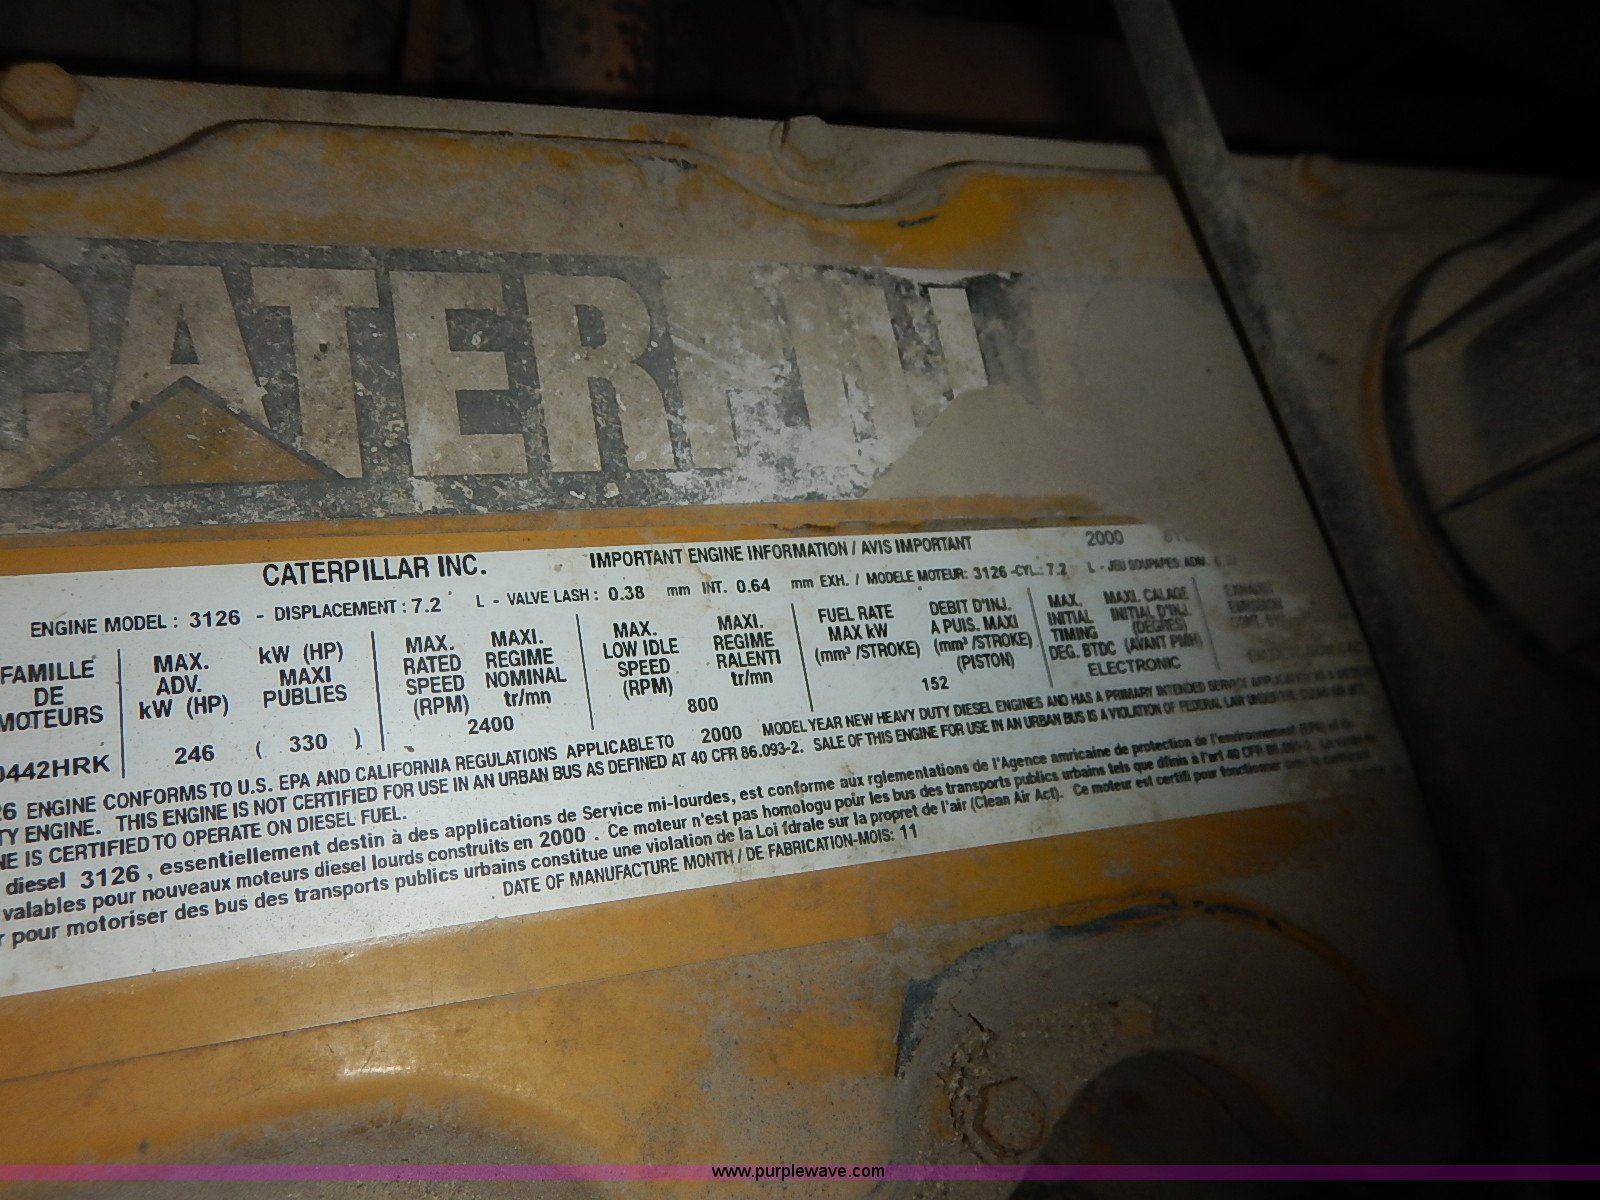 CATERPILL
CATERPILLAR INC. IMPORTANT ENGINE INFORMATION / AVIS IMPORTANT 2000
ENGINE MODEL : 3126 - DISPLACEMENT : 7.2 L - VALVE LASH : 0.38 mm INT. 0.64 mm EXH. / MODELE MOTEUR: 3126 -CYL.: 7.2 L - JEU SOUPAPES: ADM.
FAMILLE
DE
MOTEURS
0442HRK
MAX.
ADV.
kW (HP)
kW (HP)
MAXI
PUBLIES
246 ( 330 )
MAX.
RATED
SPEED
(RPM)
MAXI.
REGIME
NOMINAL
tr/mn
2400
MAX.
LOW IDLE
SPEED
(RPM)
MAXI.
REGIME
RALENTI
tr/mn
800
FUEL RATE
MAX kW
(mm³ /STROKE)
DEBIT D'INJ.
A PUIS. MAXI
(mm³ /STROKE)
(PISTON)
152
MAX.
INITIAL
TIMING
DEG. BTDC
MAXI. CALAGE
INITIAL D'INJ.
(DEGRES)
(AVANT PMH)
ELECTRONIC
EXHAUST
EMISSION
26 ENGINE CONFORMS TO U.S. EPA AND CALIFORNIA REGULATIONS APPLICABLE TO 2000 MODEL YEAR NEW HEAVY DUTY DIESEL ENGINES AND HAS A PRIMARY INTENDED SERVICE APPLICATION AS A
TY ENGINE. THIS ENGINE IS NOT CERTIFIED FOR USE IN AN URBAN BUS AS DEFINED AT 40 CFR 86.093-2. SALE OF THIS ENGINE FOR USE IN AN URBAN BUS IS A VIOLATION OF FEDERAL LAW UNDER THE CLEAN AIR ACT.
NE IS CERTIFIED TO OPERATE ON DIESEL FUEL.
diesel 3126 , essentiellement destin à des applications de Service mi-lourdes, est conforme aux rglementations de l'Agence amricaine de protection de l'environnement (EPA)
valables pour nouveaux moteurs diesel lourds construits en 2000 . Ce moteur n'est pas homologu pour les bus des transports publics urbains tels que dfinis à l'art 40 CFR 86.093-2.
r pour motoriser des bus des transports publics urbains constitue une violation de la Loi fdrale sur la propret de l'air (Clean Air Act). Ce moteur est certifi pour fonctionner
DATE OF MANUFACTURE MONTH / DE FABRICATION-MOIS: 11
www.purplewave.com